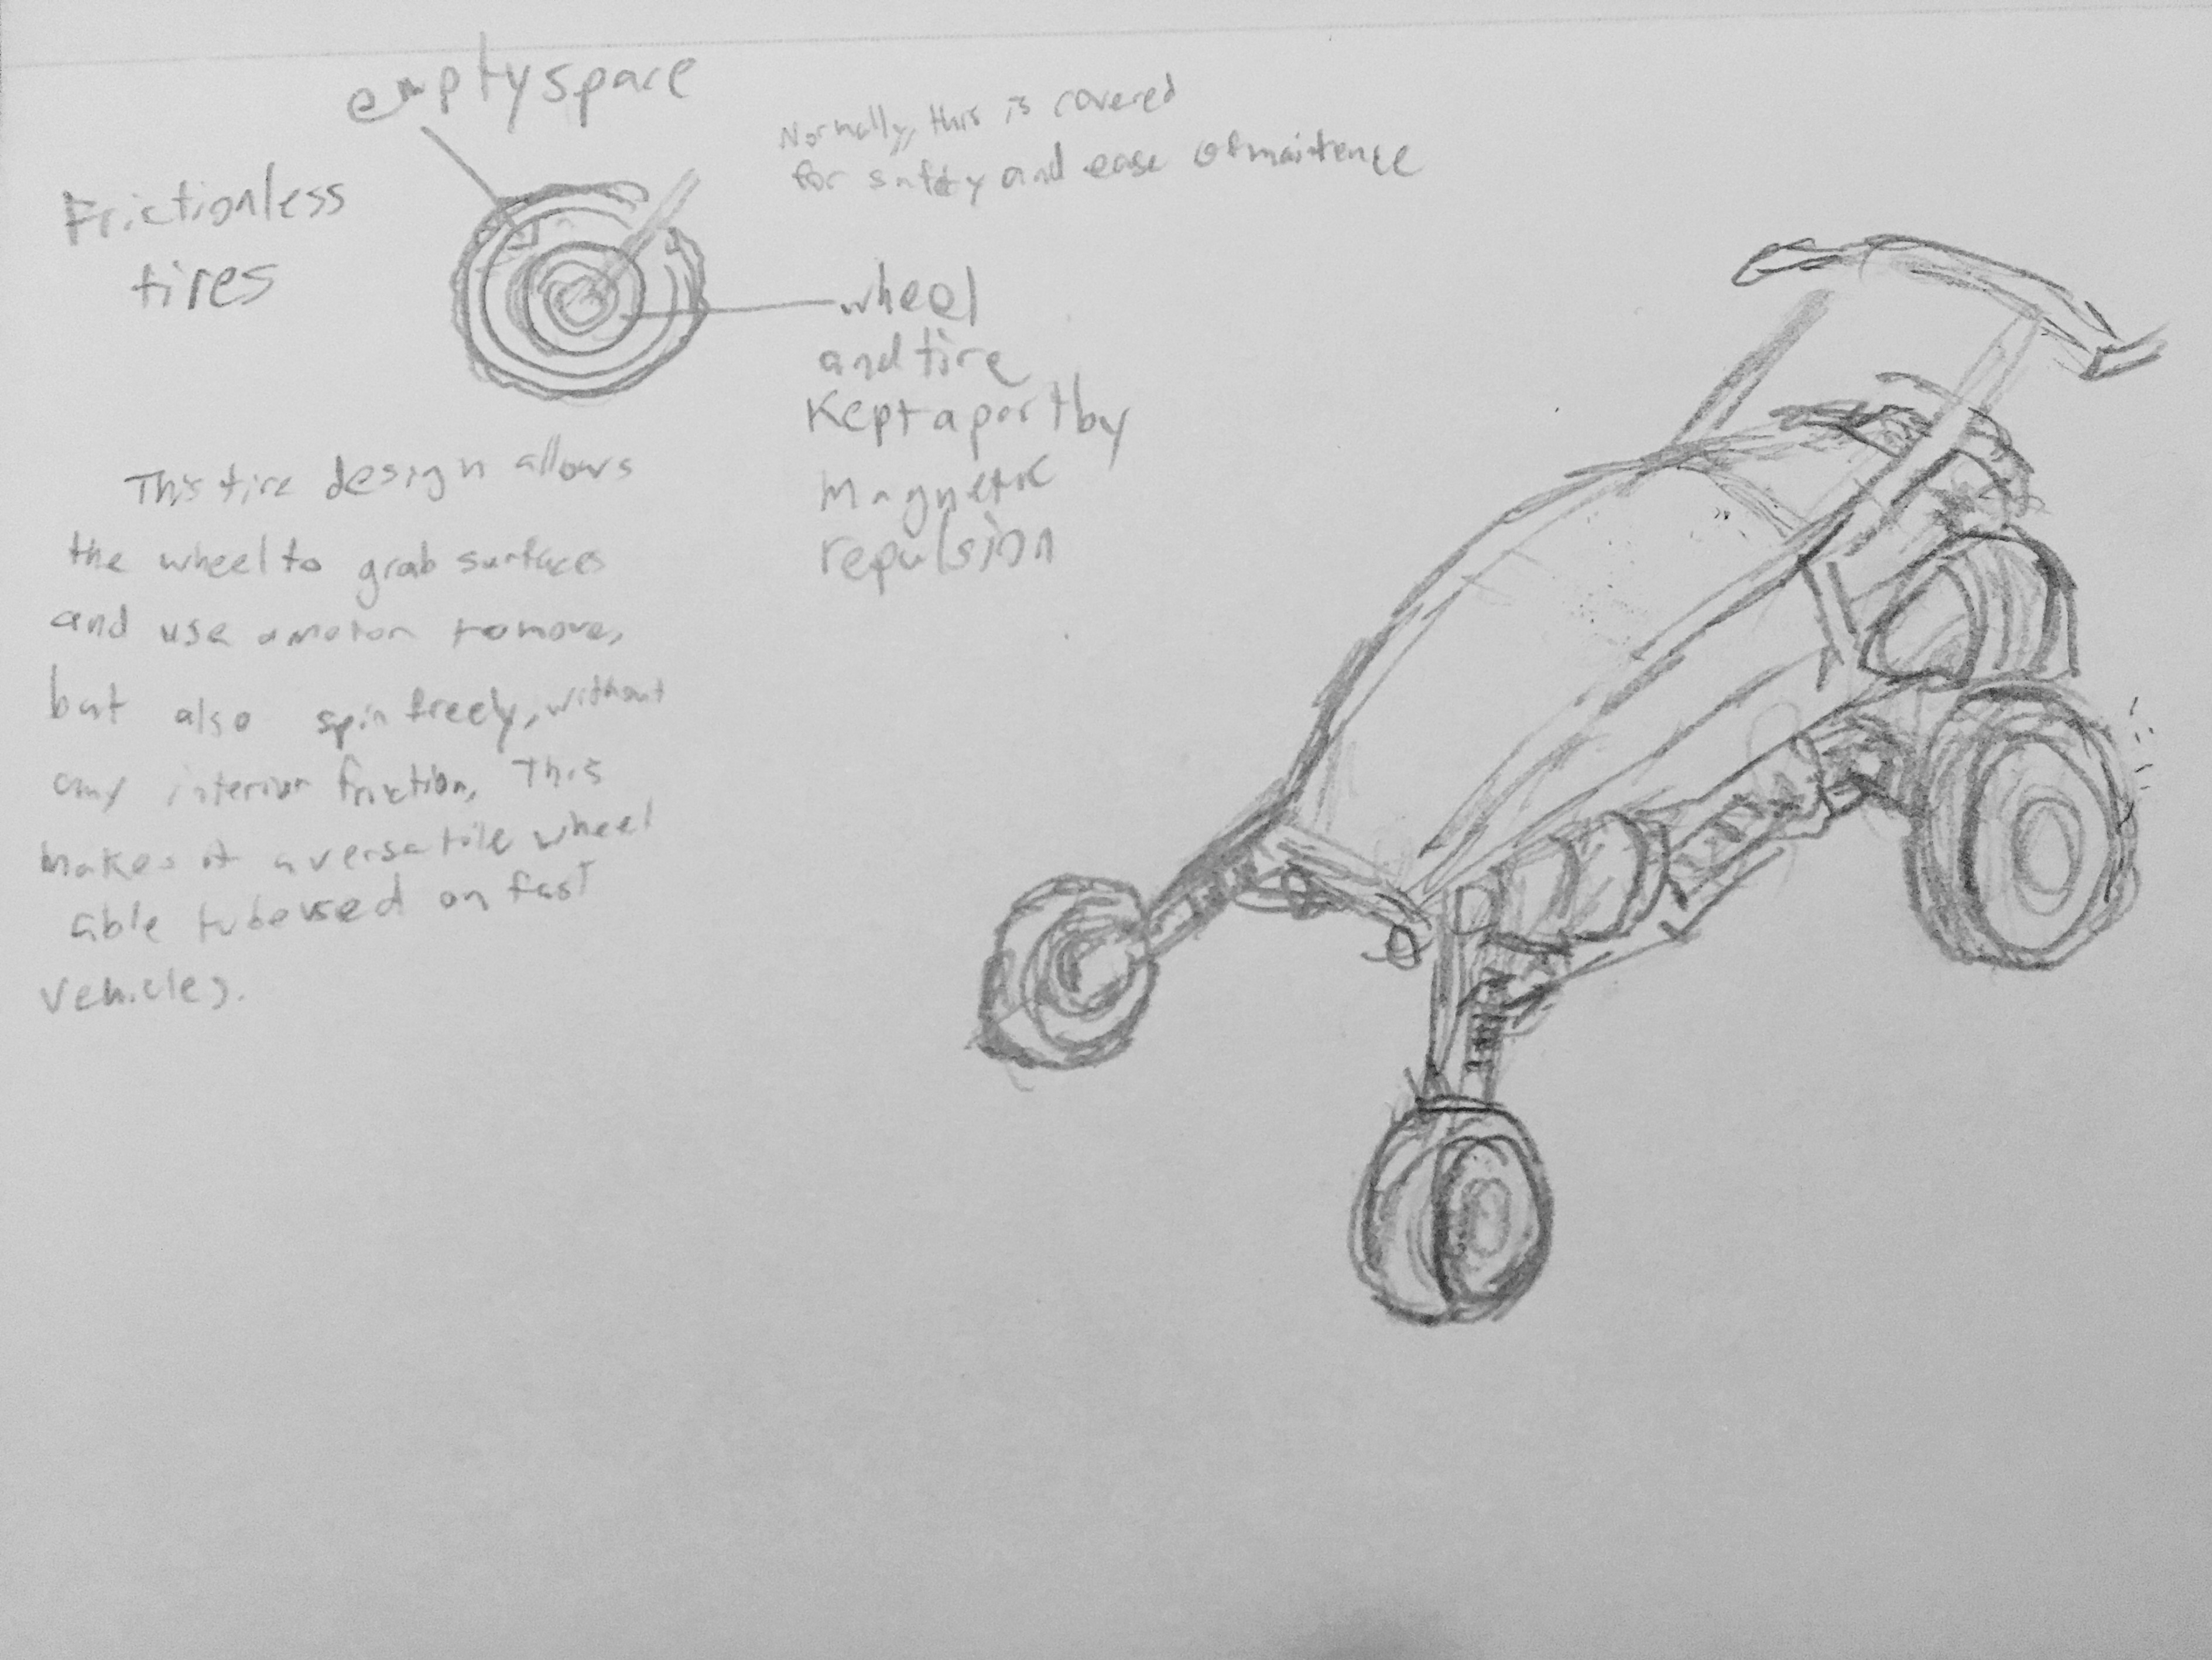 emptyspace
Normally, this is covered
for safety and ease of maintence
Frictionless
tires
wheel
and tire
Kept apart by
magnetic
repulsion
This tire design allows
the wheel to grab surfaces
and use a motor to move,
but also spin freely, without
any interior friction, This
makes it a versatile wheel
able tube used on fast
vehicles.